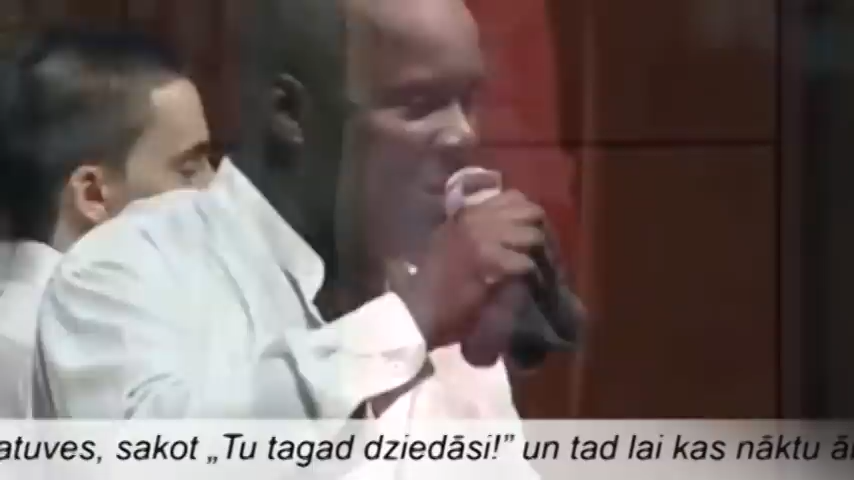 atuves, sakot „Tu tagad dziedāsi!” un tad lai kas nāktu